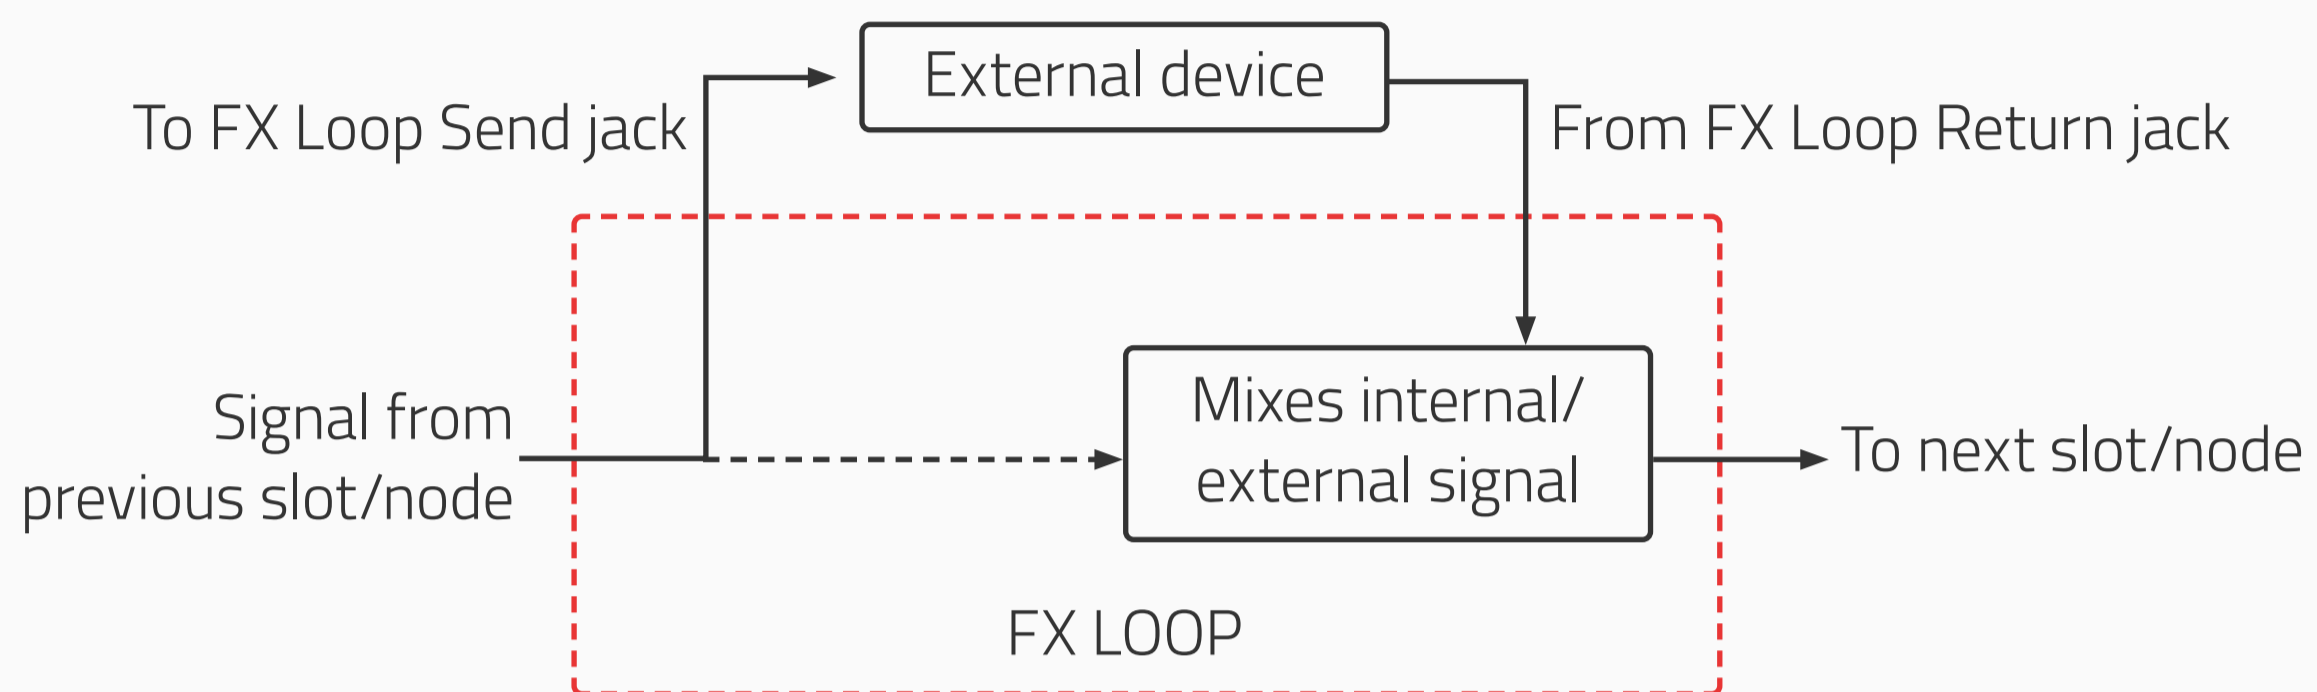 External device
To FX Loop Send jack
From FX Loop Return jack
Signal from
previous slot/node
Mixes internal/
external signal
To next slot/node
FX LOOP